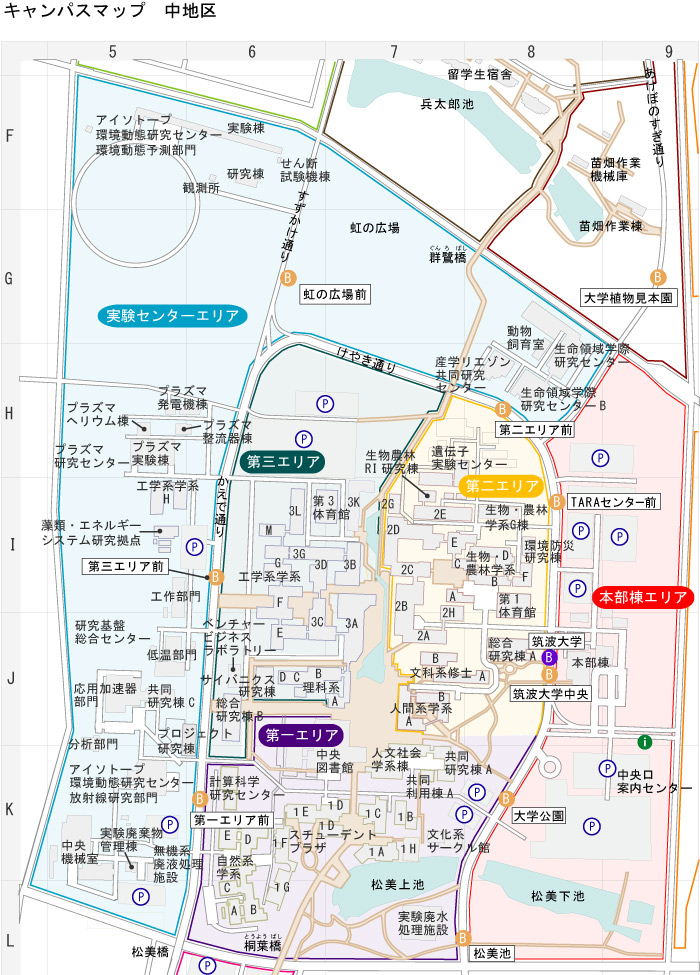 キャンパスマップ 中地区
5
6
7
8
9
F
G
H
I
J
K
L
留学生宿舎
兵太郎池
あけぼのすぎ通り
アイソトープ
環境動態研究センター
環境動態予測部門
実験棟
研究棟
せん断
試験機棟
観測所
すずかけ通り
苗畑作業
機械庫
苗畑作業棟
虹の広場
ぐんろばし
群鷺橋
B
虹の広場前
B
大学植物見本園
実験センターエリア
動物
飼育室
生命領域学際
研究センター
けやき通り
産学リエゾン
共同研究
センター
生命領域学際
研究センターB
プラズマ
発電機棟
プラズマ
ヘリウム棟
プラズマ
整流器棟
プラズマ
研究センター
プラズマ
実験棟
P
P
B
第二エリア前
第三エリア
生物農林
RI研究棟
遺伝子
実験センター
第二エリア
P
工学系学系
H
かえで通り
第3
体育館
3K
3L
M
G
3G
3D
3B
2G
2D
2E
生物・農林
学系G棟
B
TARAセンター前
藻類・エネルギー
システム研究拠点
P
P
P
第三エリア前
B
工学系学系
F
E
3C
3A
2C
2B
E
生物・D
農林学系
C
B
F
A
2H
2A
環境防災
研究棟
第1
体育館
P
本部棟エリア
工作部門
研究基盤
総合センター
低温部門
ベンチャー
ビジネス
ラボラトリー
サイバニクス
研究棟
D
C
B
理科系
A
総合
研究棟A
筑波大学
B
B
筑波大学中央
本部棟
文科系修士
A
B
人間系学系
A
応用加速器
部門
共同
研究棟C
総合
研究棟B
プロジェクト
研究棟
分析部門
第一エリア
i
中央口
案内センター
P
アイソトープ
環境動態研究センター
放射線研究部門
B
第一エリア前
計算科学
研究センター
中央
図書館
人文社会
学系棟
共同
研究棟A
共同
利用棟A
P
P
B
大学公園
P
実験廃棄物
管理棟
P
中央
機械室
無機系
廃液処理
施設
P
E
D
1F
1E
1D
1D
1C
1B
スチューデント
プラザ
1A
1H
文化系
サークル館
自然系
学系
C
A
B
1G
松美上池
松美下池
実験廃水
処理施設
とうようばし
桐葉橋
松美橋
P
B
松美池